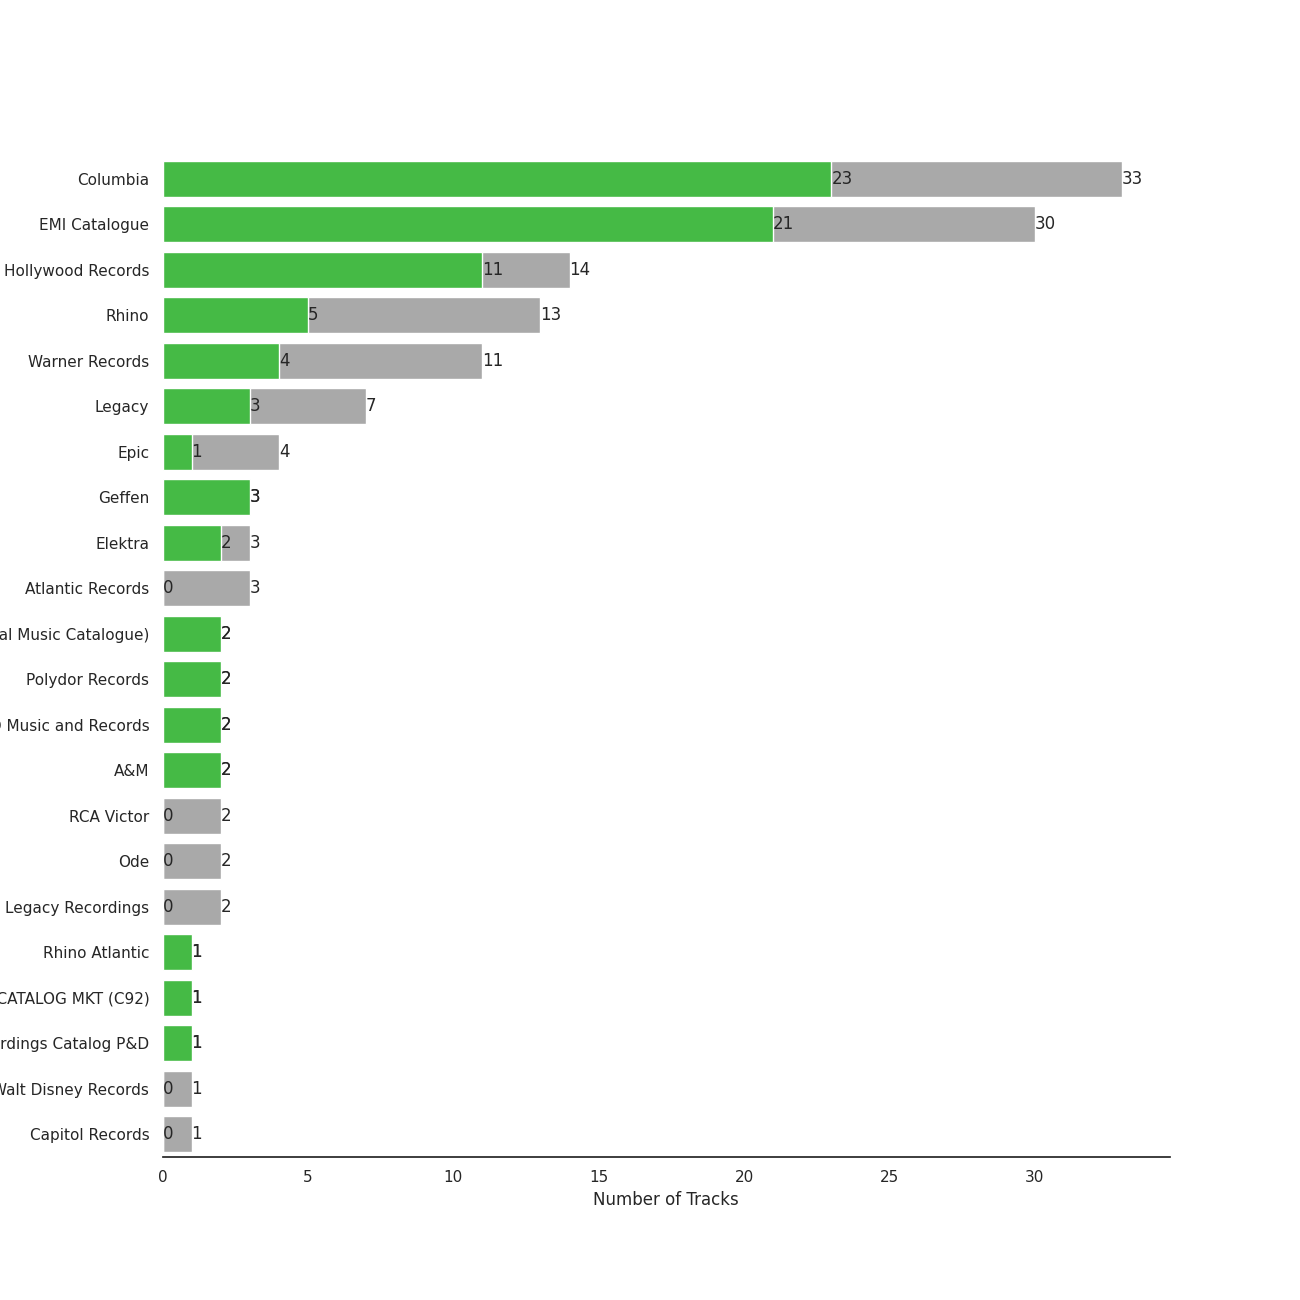 Columbia 23 33
EMI Catalogue 21 30
Hollywood Records 11 14
Rhino 5 13
Warner Records 4 11
Legacy 3 7
Epic 1 4
Geffen 3
Elektra 2 3
Atlantic Records 0 3
al Music Catalogue) 2
Polydor Records 2
Music and Records 2
A&M 2
RCA Victor 0 2
Ode 0 2
Legacy Recordings 0 2
Rhino Atlantic 1
CATALOG MKT (C92) 1
rdings Catalog P&D 1
Walt Disney Records 0 1
Capitol Records 0 1
0 5 10 15 20 25 30
Number of Tracks